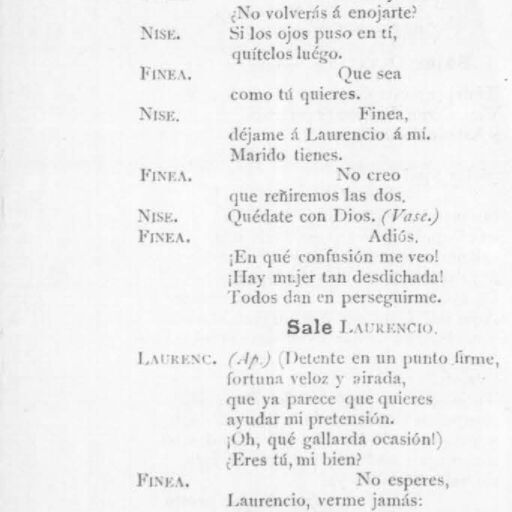 ¿No volverás á enojarte?
NISE. Si los ojos puso en tí,
quítelos luégo.
FINEA. Que sea
como tú quieres.
NISE. Finea,
déjame á Laurencio á mí.
Marido tienes.
FINEA. No creo
que reñiremos las dos.
NISE. Quédate con Dios. (Vase.)
FINEA. Adiós.
¡En qué confusión me veo!
¡Hay mujer tan desdichada!
Todos dan en perseguirme.
Sale LAURENCIO.
LAURENC. (Ap.) (Detente en un punto firme,
fortuna veloz y airada,
que ya parece que quieres
ayudar mi pretensión.
¡Oh, qué gallarda ocasión!)
¿Eres tú, mi bien?
FINEA. No esperes,
Laurencio, verme jamás: